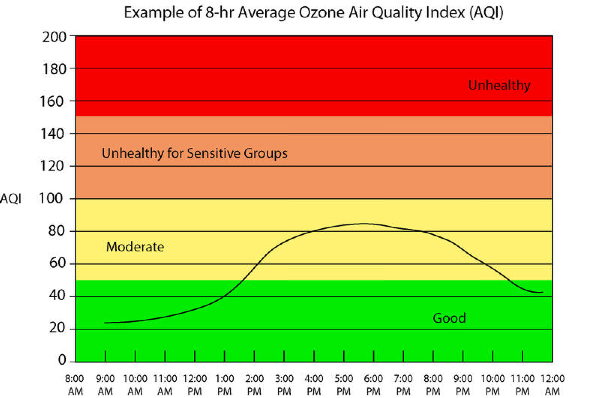 Example of 8-hr Average Ozone Air Quality Index (AQI)
200
180
Unhealthy
160
140
Unhealthy for Sensitive Groups
120
AQI 100
80
Moderate
60
40
Good
20
0
8:00 9:00 10:00 11:00 12:00 1:00 2:00 3:00 4:00 5:00 6:00 7:00 8:00 9:00 10:00 11:00 12:00
AM AM AM AM PM PM PM PM PM PM PM PM PM PM PM PM AM